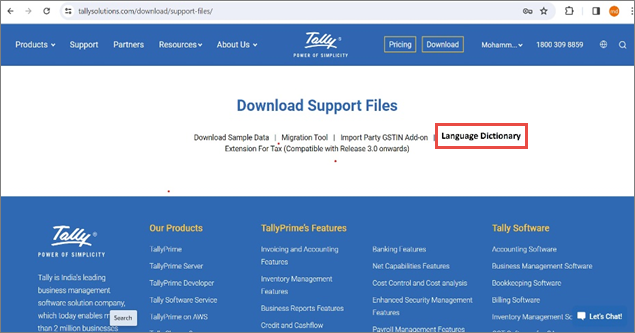 tallysolutions.com/download/support-files/
Products Support Partners Resources About Us Tally POWER OF SIMPLICITY Pricing Download Mohamm... 1800 309 8859
Download Support Files
Download Sample Data | Migration Tool | Import Party GSTIN Add-on | Language Dictionary
Extension For Tax (Compatible with Release 3.0 onwards)
Tally
POWER OF SIMPLICITY
Tally is India's leading
business management
software solution company,
which today enables more
than 2 million businesses
Search
Our Products
TallyPrime
TallyPrime Server
TallyPrime Developer
Tally Software Service
TallyPrime on AWS
TallyPrime's Features
Invoicing and Accounting
Features
Inventory Management
Features
Business Reports Features
Credit and Cashflow
Banking Features
Net Capabilities Features
Cost Control and Cost analysis
Enhanced Security Management
Features
Payroll Management Features
Tally Software
Accounting Software
Business Management Software
Bookkeeping Software
Billing Software
Inventory Management
Let's Chat!